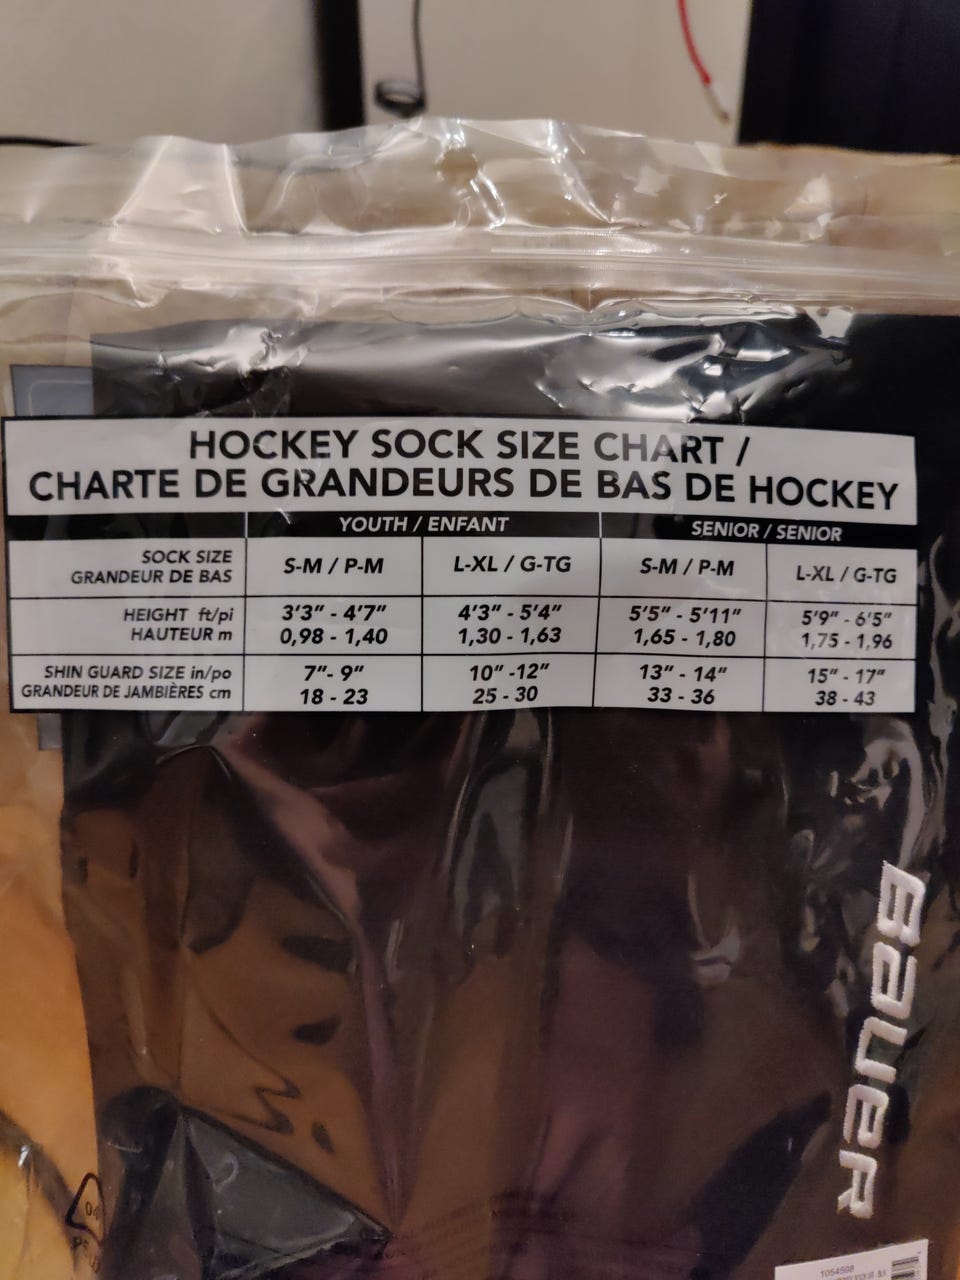 HOCKEY SOCK SIZE CHART /
CHARTE DE GRANDEURS DE BAS DE HOCKEY
YOUTH / ENFANT SENIOR / SENIOR
SOCK SIZE
GRANDEUR DE BAS
S-M / P-M L-XL / G-TG S-M / P-M L-XL / G-TG
HEIGHT ft/pi 3'3" - 4'7" 4'3" - 5'4" 5'5" - 5'11" 5'9" - 6'5"
HAUTEUR m 0,98 - 1,40 1,30 - 1,63 1,65 - 1,80 1,75 - 1,96
SHIN GUARD SIZE in/po 7"- 9" 10" -12" 13" - 14" 15" - 17"
GRANDEUR DE JAMBIÈRES cm 18 - 23 25 - 30 33 - 36 38 - 43
BAUER
04
1054598